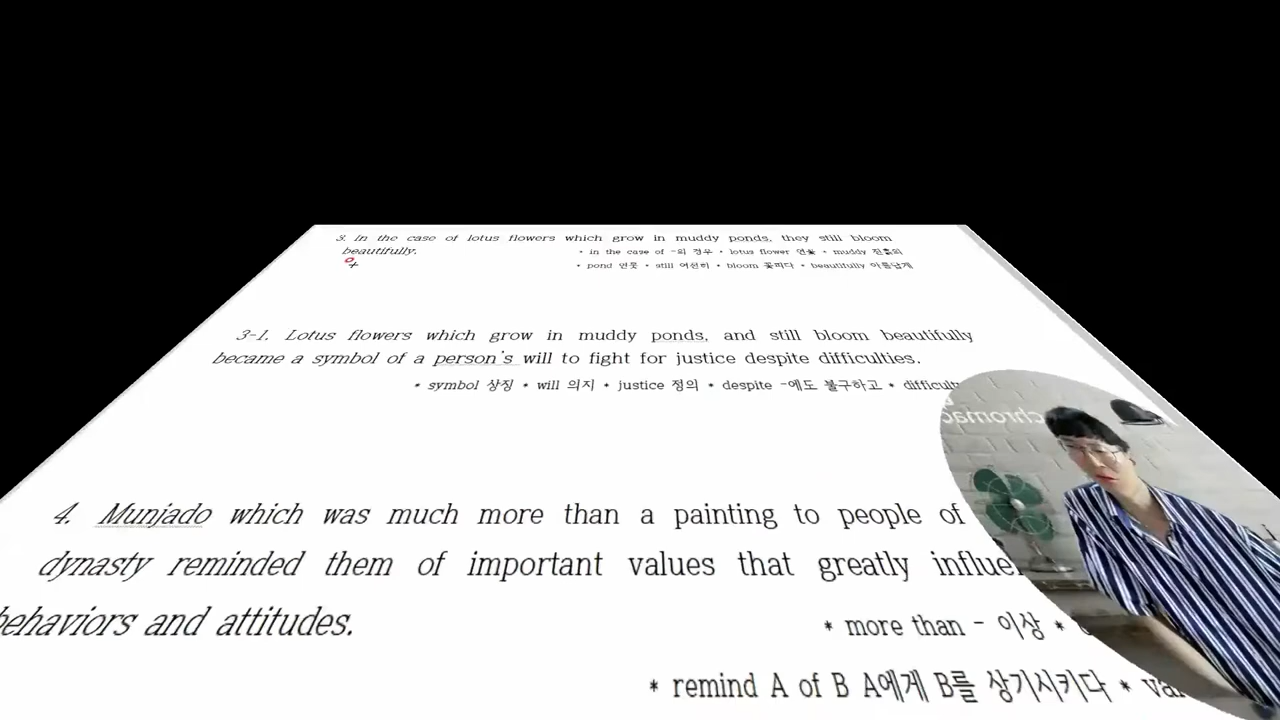 3. In the case of lotus flowers which grow in muddy ponds, they still bloom
beautifully.
* in the case of -의 경우 * lotus flower 연꽃 * muddy 진흙의
* pond 연못 * still 여전히 * bloom 꽃피다 * beautifully 아름답게
3-1. Lotus flowers which grow in muddy ponds, and still bloom beautifully
became a symbol of a person's will to fight for justice despite difficulties.
* symbol 상징 * will 의지 * justice 정의 * despite -에도 불구하고 *
4. Munjado which was much more than a painting to people of
dynasty reminded them of important values that greatly
behaviors and attitudes.
* more than - 이상 *
* remind A of B A에게 B를 상기시키다 *